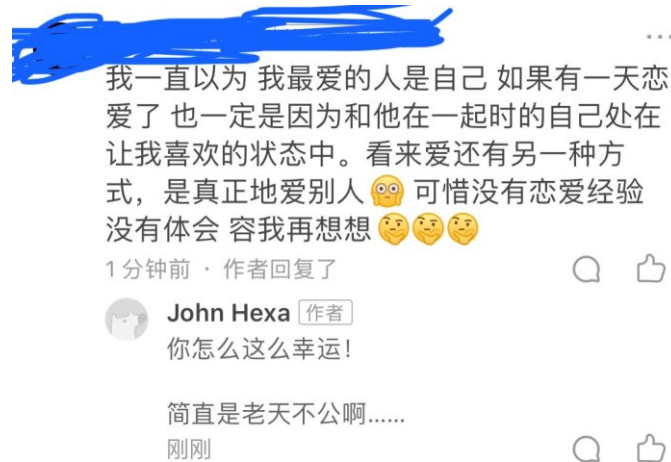 我一直以为 我最爱的人是自己 如果有一天恋
爱了 也一定是因为和他在一起时的自己处在
让我喜欢的状态中。看来爱还有另一种方
式，是真正地爱别人😳 可惜没有恋爱经验
没有体会 容我再想想🤔🤔🤔
1分钟前 · 作者回复了
John Hexa 作者
你怎么这么幸运！
简直是老天不公啊……
刚刚